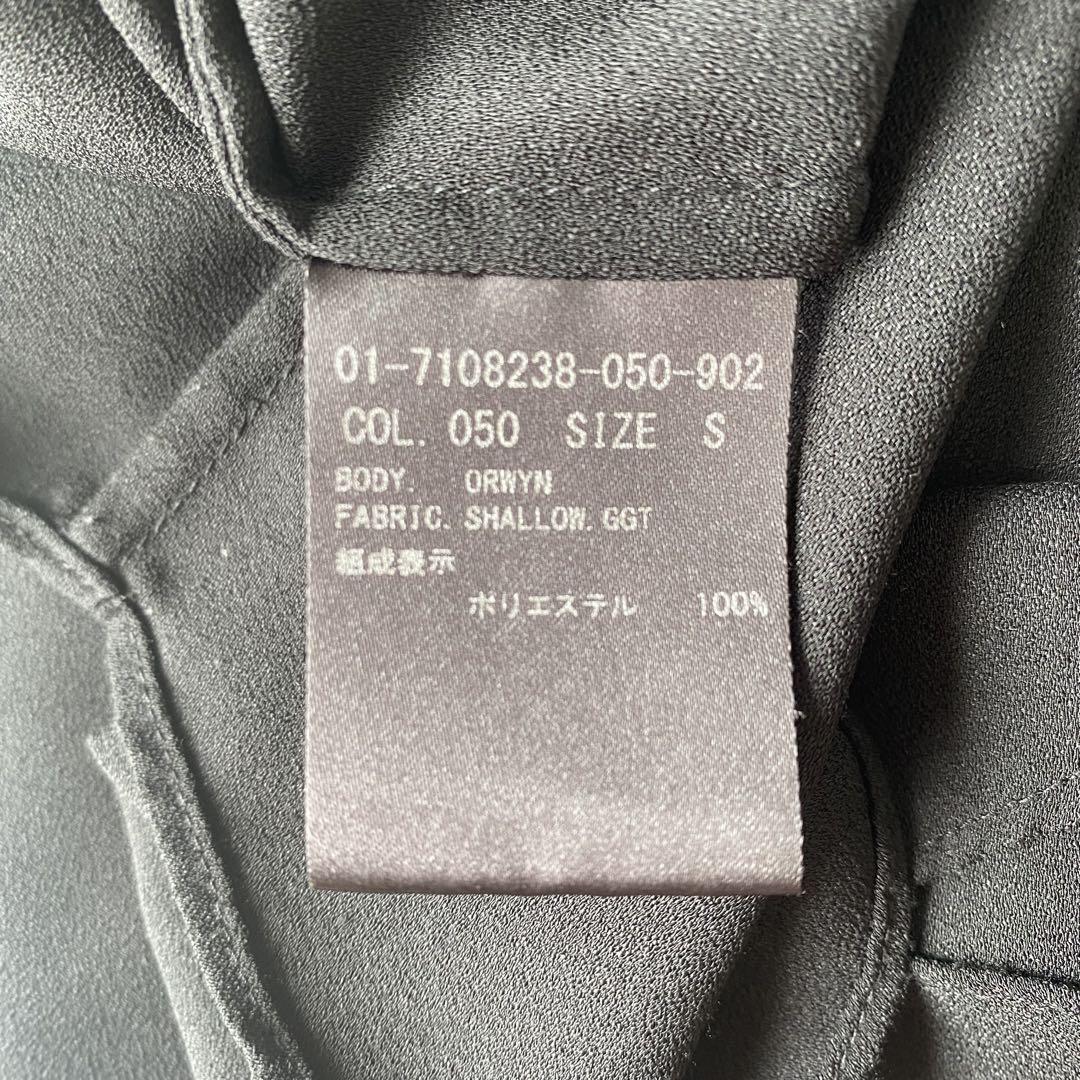 01-7108238-050-902
COL. 050 SIZE S
BODY. ORWYN
FABRIC. SHALLOW.GGT
組成表示
ポリエステル 100%